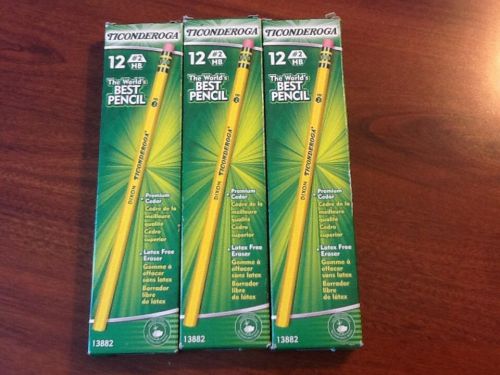 TICONDEROGA
12 #2 HB
The World's
BEST
PENCIL
DIXON TICONDEROGA
Premium
Cedar
Cèdre de la
meilleure
qualité
Cedro
superior
Latex Free
Eraser
Gomme à
effacer
sans latex
Borrador
libre
de látex
13882
TICONDEROGA
12 #2 HB
The World's
BEST
PENCIL
DIXON TICONDEROGA
Premium
Cedar
Cèdre de la
meilleure
qualité
Cedro
superior
Latex Free
Eraser
Gomme à
effacer
sans latex
Borrador
libre
de látex
13882
TICONDEROGA
12 #2 HB
The World's
BEST
PENCIL
DIXON TICONDEROGA
Premium
Cedar
Cèdre de la
meilleure
qualité
Cedro
superior
Latex Free
Eraser
Gomme à
effacer
sans latex
Borrador
libre de
látex
13882